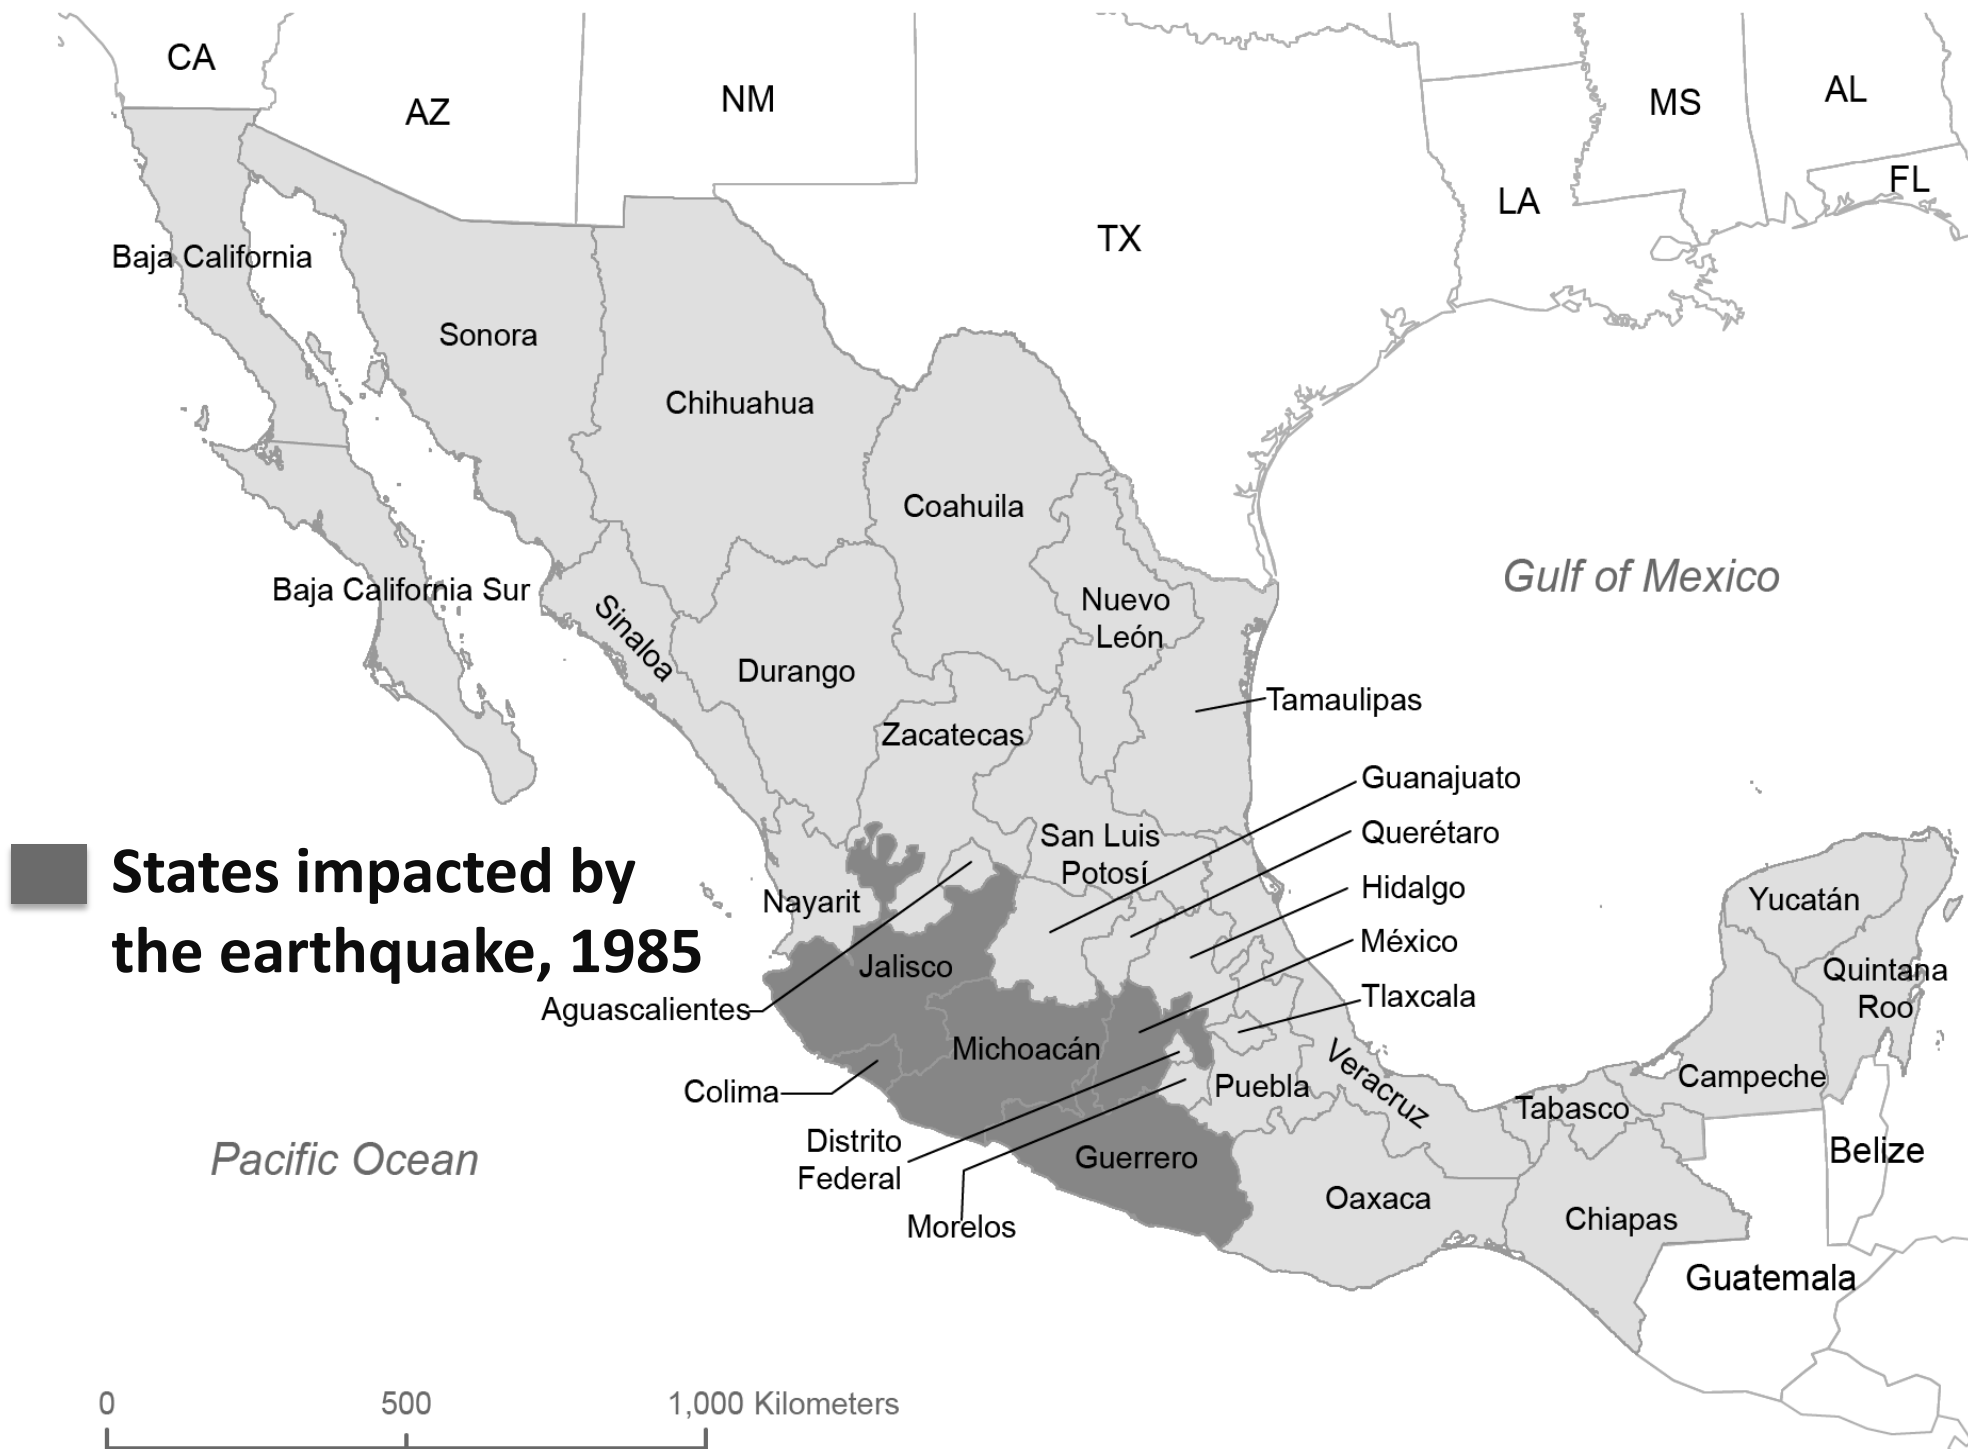 CA
AZ
NM
TX
LA
MS
AL
FL
Baja California
Sonora
Chihuahua
Coahuila
Baja California Sur
Sinaloa
Durango
Nuevo
León
Gulf of Mexico
Zacatecas
Tamaulipas
Guanajuato
San Luis
Potosí
Querétaro
Hidalgo
States impacted by
the earthquake, 1985
Nayarit
Jalisco
México
Yucatán
Quintana
Roo
Aguascalientes
Tlaxcala
Michoacán
Colima
Puebla
Veracruz
Tabasco
Campeche
Belize
Pacific Ocean
Distrito
Federal
Guerrero
Morelos
Oaxaca
Chiapas
Guatemala
0 500 1,000 Kilometers